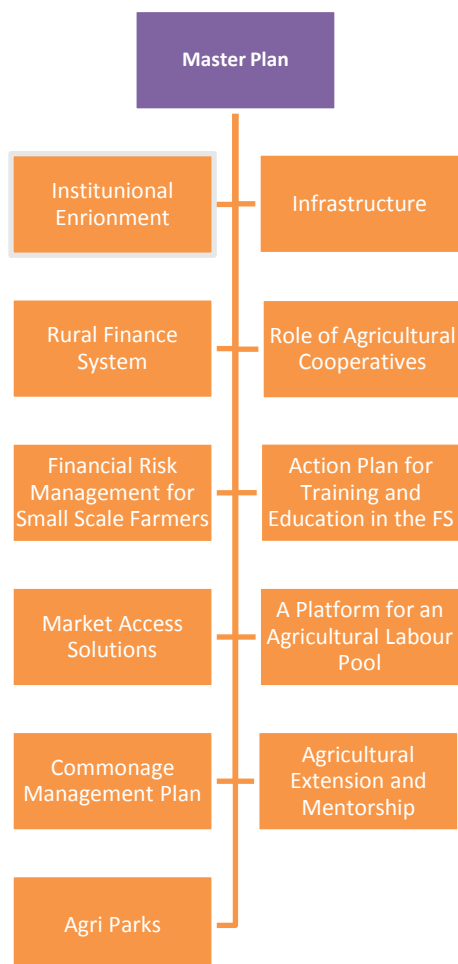 Master Plan
Institunional
Enrionment
Infrastructure
Rural Finance
System
Role of Agricultural
Cooperatives
Financial Risk
Management for
Small Scale Farmers
Action Plan for
Training and
Education in the FS
Market Access
Solutions
A Platform for an
Agricultural Labour
Pool
Commonage
Management Plan
Agricultural
Extension and
Mentorship
Agri Parks